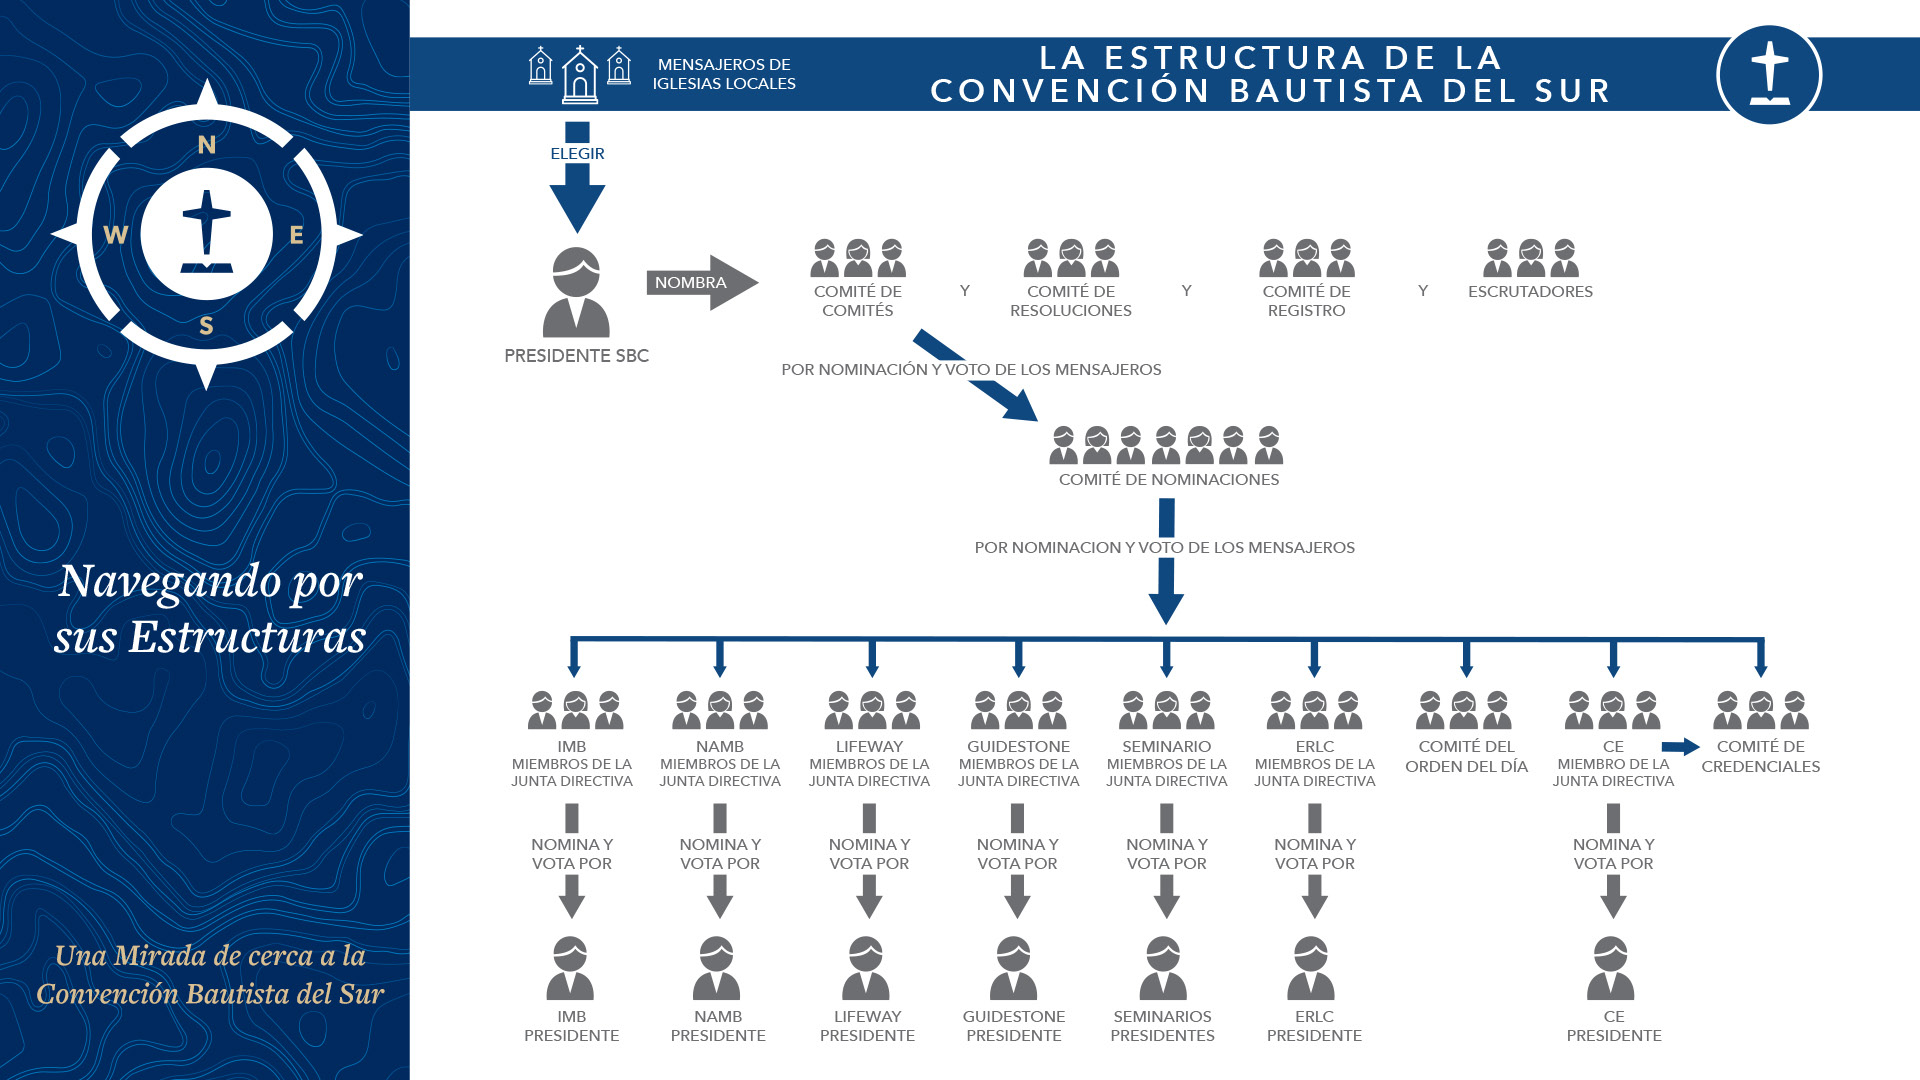 N
W
E
S
Navegando por
sus Estructuras
Una Mirada de cerca a la
Convención Bautista del Sur
MENSAJEROS DE
IGLESIAS LOCALES
LA ESTRUCTURA DE LA
CONVENCIÓN BAUTISTA DEL SUR
ELEGIR
PRESIDENTE SBC
NOMBRA
COMITÉ DE
COMITÉS
Y
COMITÉ DE
RESOLUCIONES
Y
COMITÉ DE
REGISTRO
Y
ESCRUTADORES
POR NOMINACIÓN Y VOTO DE LOS MENSAJEROS
COMITÉ DE NOMINACIONES
POR NOMINACION Y VOTO DE LOS MENSAJEROS
IMB
MIEMBROS DE LA
JUNTA DIRECTIVA
NAMB
MIEMBROS DE LA
JUNTA DIRECTIVA
LIFEWAY
MIEMBROS DE LA
JUNTA DIRECTIVA
GUIDESTONE
MIEMBROS DE LA
JUNTA DIRECTIVA
SEMINARIO
MIEMBROS DE LA
JUNTA DIRECTIVA
ERLC
MIEMBROS DE LA
JUNTA DIRECTIVA
COMITÉ DEL
ORDEN DEL DÍA
CE
MIEMBRO DE LA
JUNTA DIRECTIVA
COMITÉ DE
CREDENCIALES
NOMINA Y
VOTA POR
NOMINA Y
VOTA POR
NOMINA Y
VOTA POR
NOMINA Y
VOTA POR
NOMINA Y
VOTA POR
NOMINA Y
VOTA POR
NOMINA Y
VOTA POR
IMB
PRESIDENTE
NAMB
PRESIDENTE
LIFEWAY
PRESIDENTE
GUIDESTONE
PRESIDENTE
SEMINARIOS
PRESIDENTES
ERLC
PRESIDENTE
CE
PRESIDENTE